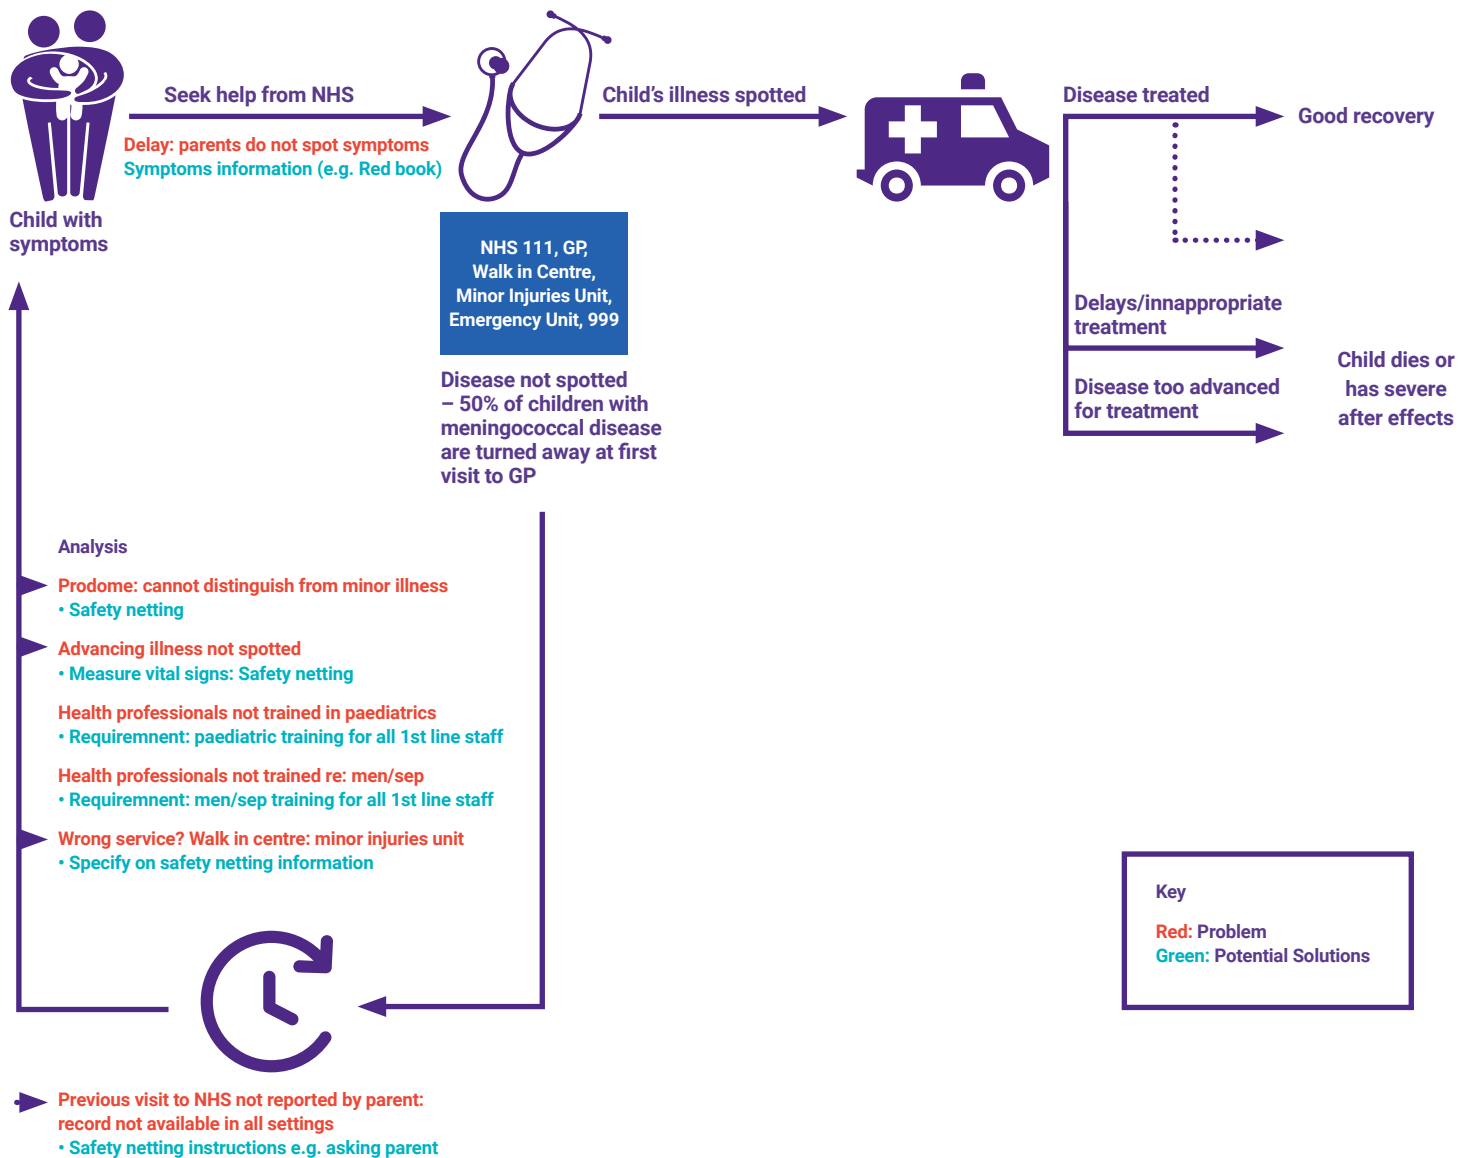 Seek help from NHS
Delay: parents do not spot symptoms
Symptoms information (e.g. Red book)
Child with
symptoms
Child's illness spotted
NHS 111, GP,
Walk in Centre,
Minor Injuries Unit,
Emergency Unit, 999
Disease not spotted
– 50% of children with
meningococcal disease
are turned away at first
visit to GP
Disease treated
Good recovery
Delays/innappropriate
treatment
Disease too advanced
for treatment
Child dies or
has severe
after effects
Analysis
Prodome: cannot distinguish from minor illness
• Safety netting
Advancing illness not spotted
• Measure vital signs: Safety netting
Health professionals not trained in paediatrics
• Requiremnent: paediatric training for all 1st line staff
Health professionals not trained re: men/sep
• Requiremnent: men/sep training for all 1st line staff
Wrong service? Walk in centre: minor injuries unit
• Specify on safety netting information
Previous visit to NHS not reported by parent:
record not available in all settings
• Safety netting instructions e.g. asking parent
Key
Red: Problem
Green: Potential Solutions